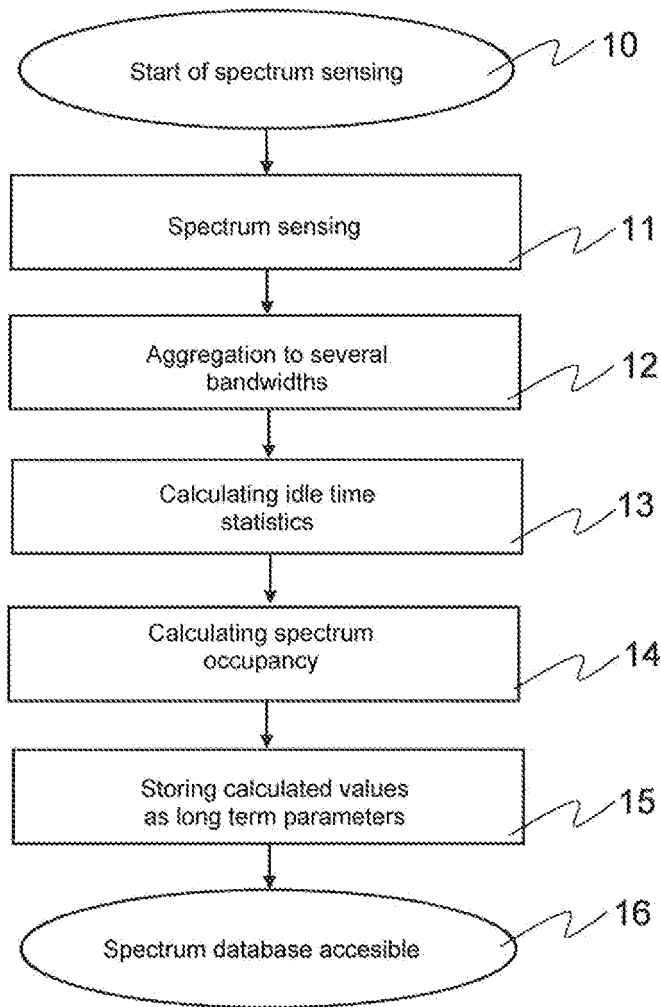 Start of spectrum sensing
10
Spectrum sensing
11
Aggregation to several
bandwidths
12
Calculating idle time
statistics
13
Calculating spectrum
occupancy
14
Storing calculated values
as long term parameters
15
Spectrum database accesible
16